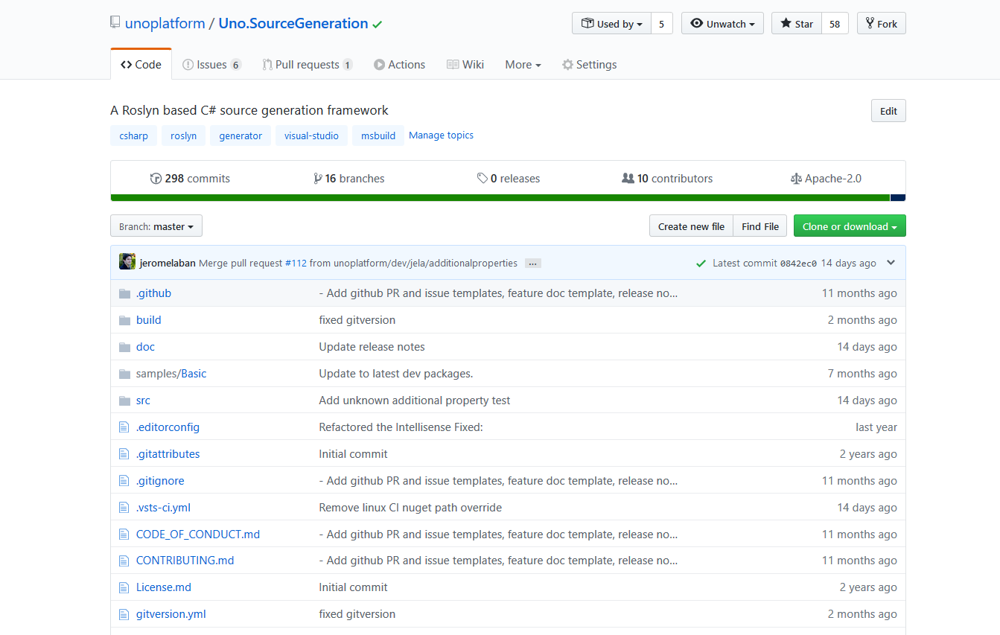 unoplatform / Uno.SourceGeneration
Used by 5 Unwatch Star 58 Fork
Code Issues 6 Pull requests 1 Actions Wiki More Settings
A Roslyn based C# source generation framework Edit
csharp roslyn generator visual-studio msbuild Manage topics
298 commits 16 branches 0 releases 10 contributors Apache-2.0
Branch: master Create new file Find File Clone or download
jeromelaban Merge pull request #112 from unoplatform/dev/jela/additionalproperties ... Latest commit 0842ec0 14 days ago
.github - Add github PR and issue templates, feature doc template, release no... 11 months ago
build fixed gitversion 2 months ago
doc Update release notes 14 days ago
samples/Basic Update to latest dev packages. 7 months ago
src Add unknown additional property test 14 days ago
.editorconfig Refactored the Intellisense Fixed: last year
.gitattributes Initial commit 2 years ago
.gitignore - Add github PR and issue templates, feature doc template, release no... 11 months ago
.vsts-ci.yml Remove linux CI nuget path override 14 days ago
CODE_OF_CONDUCT.md - Add github PR and issue templates, feature doc template, release no... 11 months ago
CONTRIBUTING.md - Add github PR and issue templates, feature doc template, release no... 11 months ago
License.md Initial commit 2 years ago
gitversion.yml fixed gitversion 2 months ago